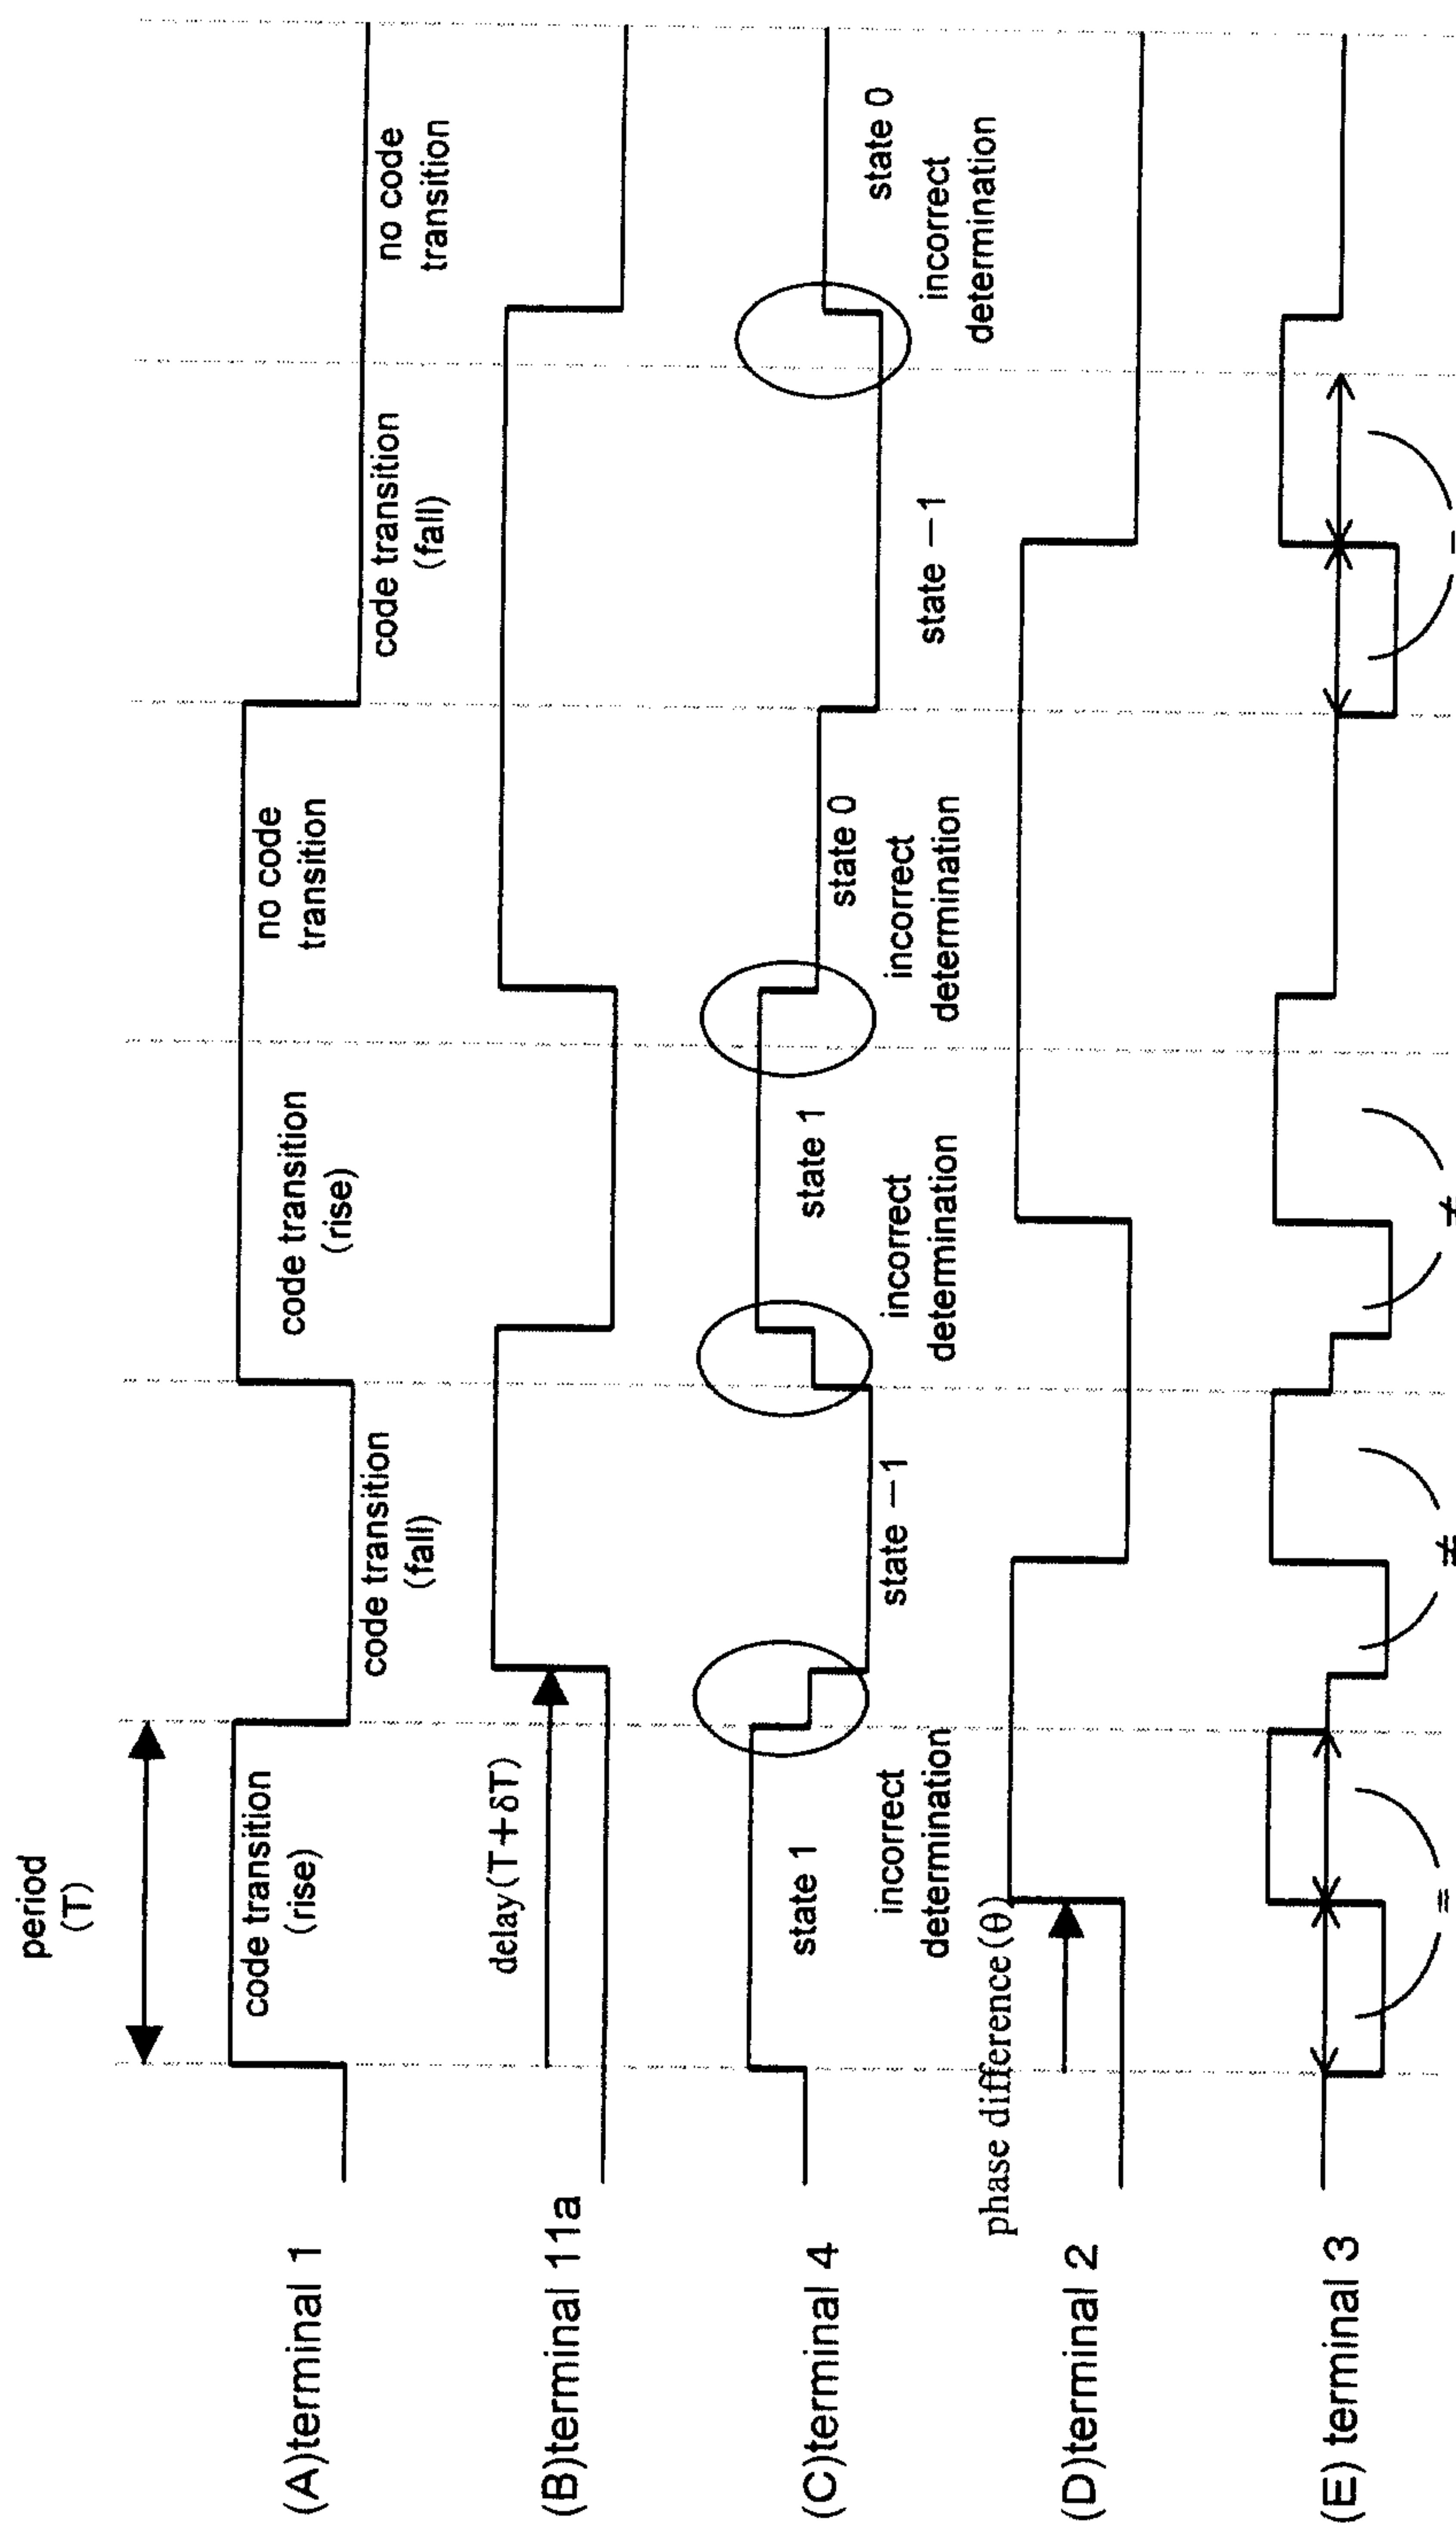 period
(T)
(A)terminal 1
code transition
(rise)
code transition
(fall)
code transition
(rise)
no code
transition
code transition
(fall)
no code
transition
(B)terminal 11a
delay(T+δT)
(C)terminal 4
state 1
incorrect
determination
state −1
incorrect
determination
state 1
incorrect
determination
state 0
state −1
incorrect
determination
state 0
(D)terminal 2
phase difference(θ)
(E) terminal 3
=
≠
≠
=